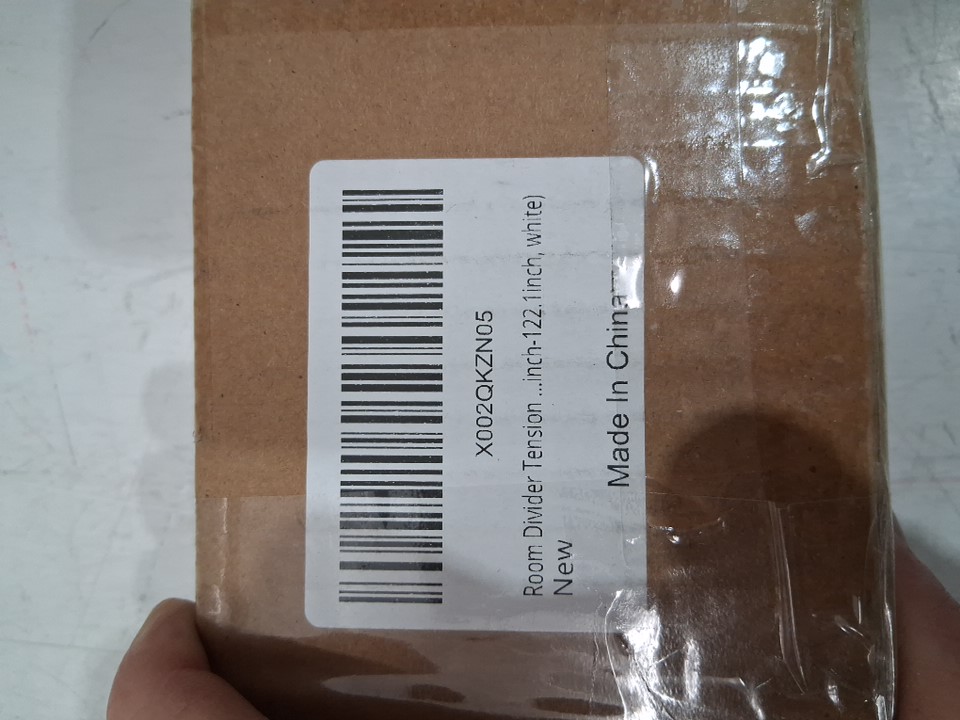 X002QKZN05
Room Divider Tension ...inch-122.1inch, white)
New
Made In China